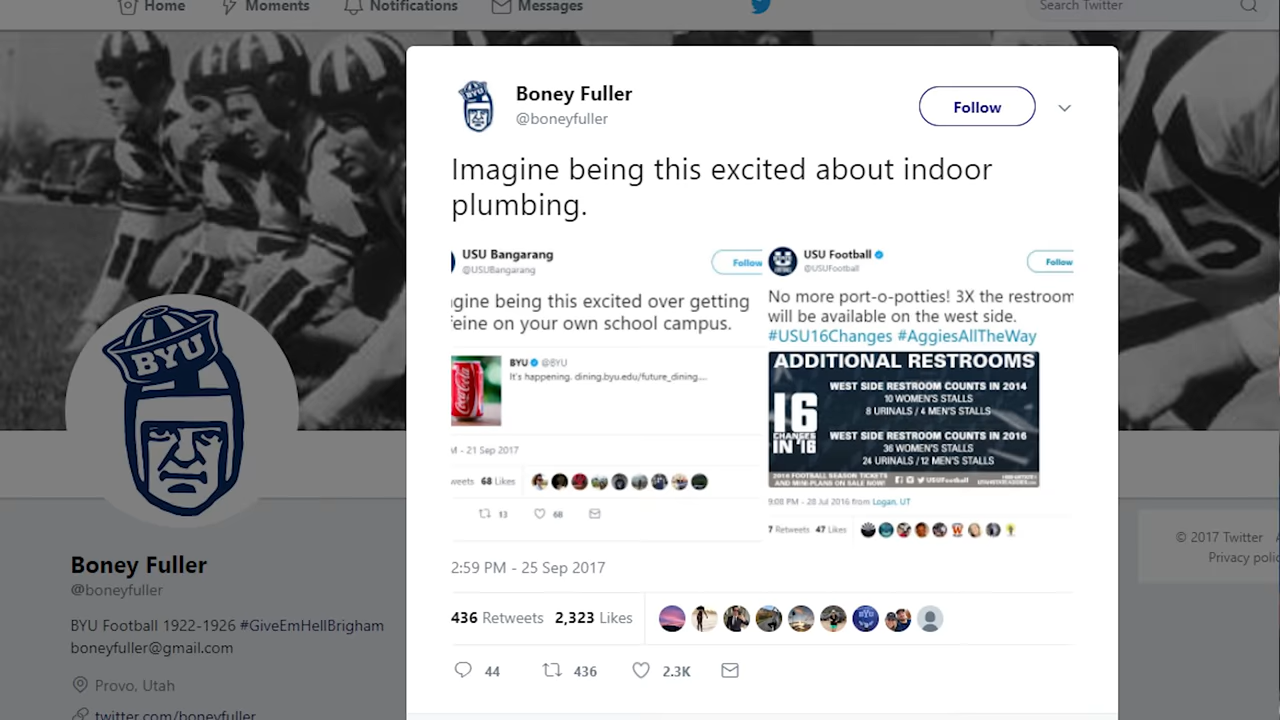 Home
Moments
Notifications
Messages
Search Twitter
Boney Fuller
@boneyfuller
Follow
Imagine being this excited about indoor
plumbing.
USU Bangarang
@USUBangarang
Follow
gine being this excited over getting
feine on your own school campus.
BYU @BYU
It's happening. dining.byu.edu/future_dining....
Coca-Cola
M - 21 Sep 2017
weets 68 Likes
13
68
USU Football
@USUFootball
Follow
No more port-o-potties! 3X the restroom
will be available on the west side.
#USU16Changes #AggiesAllTheWay
ADDITIONAL RESTROOMS
16
CHANGES
IN '16
WEST SIDE RESTROOM COUNTS IN 2014
10 WOMEN'S STALLS
8 URINALS / 4 MEN'S STALLS
WEST SIDE RESTROOM COUNTS IN 2016
36 WOMEN'S STALLS
24 URINALS / 12 MEN'S STALLS
2016 FOOTBALL SEASON TICKETS
AND MINI-PLANS ON SALE NOW!
USUFootball
9:08 PM - 28 Jul 2016 from Logan, UT
7 Retweets 47 Likes
2:59 PM - 25 Sep 2017
436 Retweets 2,323 Likes
44
436
2.3K
BYU
Boney Fuller
@boneyfuller
BYU Football 1922-1926 #GiveEmHellBrigham
boneyfuller@gmail.com
Provo, Utah
twitter.com/boneyfuller
© 2017 Twitter
Privacy polic